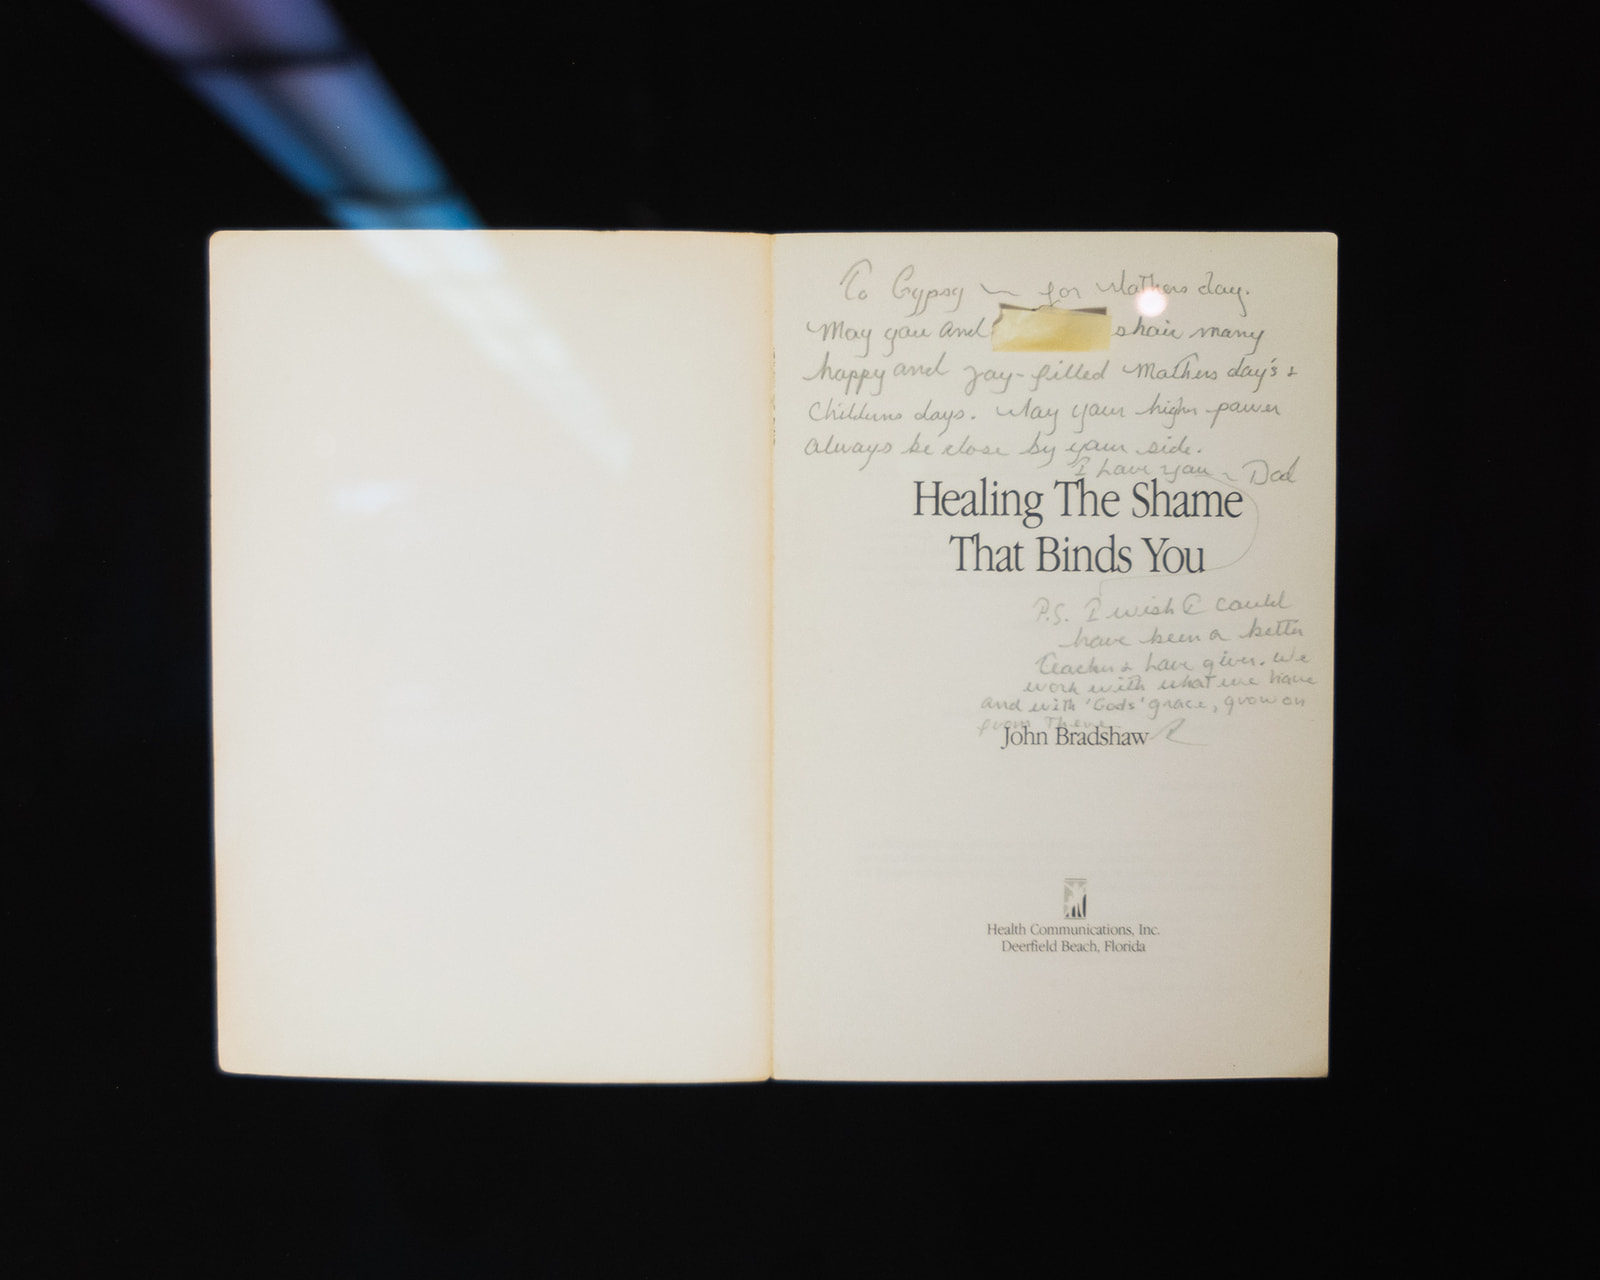 To Gypsy — for Mothers day.
May you and shair many
happy and joy-filled Mothers day's &
Childrens days. May your higher power
always be close by your side.
I love you ~ Dad
Healing The Shame
That Binds You
P.S. I wish I could
have been a better
teacher & love giver. We
work with what we have
and with 'Gods' grace, grow on
from there.
John Bradshaw
Health Communications, Inc.
Deerfield Beach, Florida